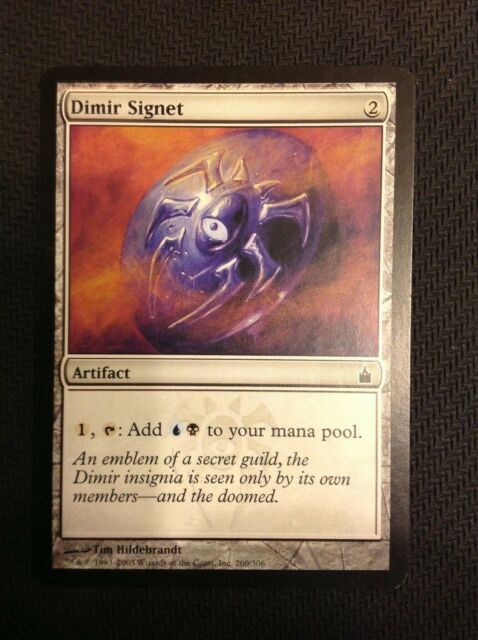 Dimir Signet 2
Artifact
1, : Add to your mana pool.
An emblem of a secret guild, the
Dimir insignia is seen only by its own
members—and the doomed.
Tim Hildebrandt
™ & © 1993–2005 Wizards of the Coast, Inc. 260/306